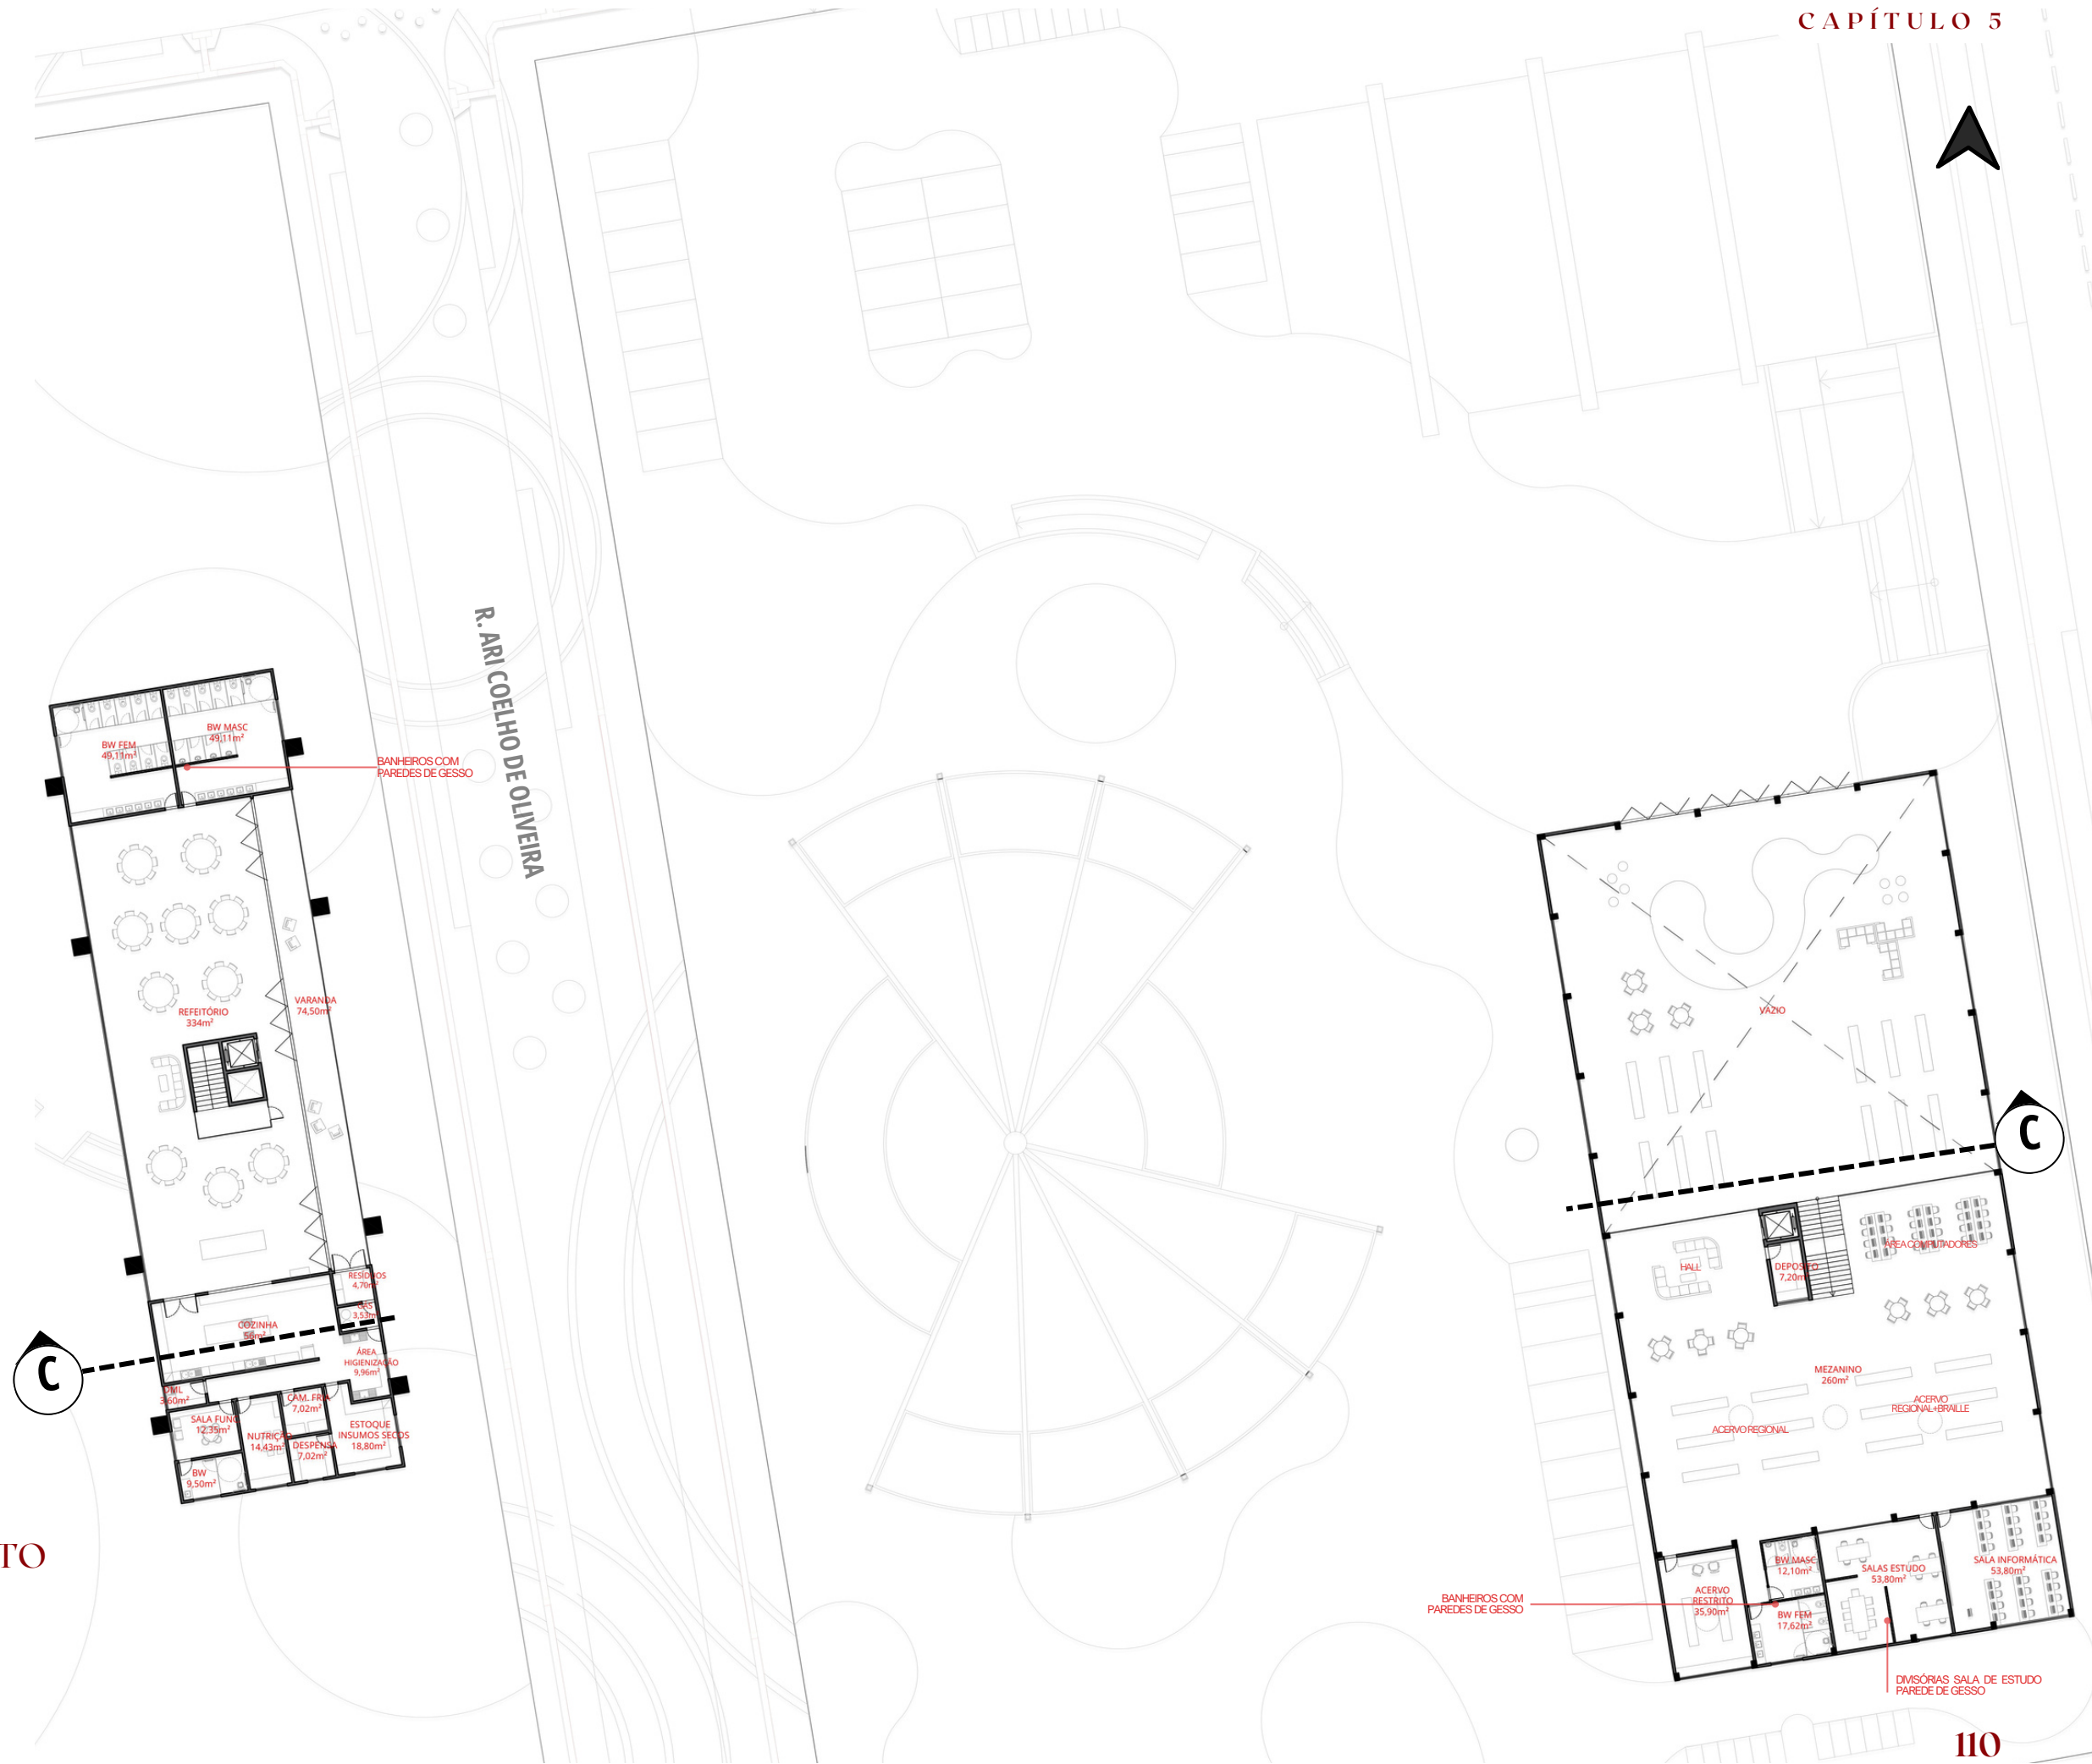 CAPÍTULO 5
R. ARI COELHO DE OLIVEIRA
BW MASC
49,11m²
BW FEM
49,11m²
BANHEIROS COM
PAREDES DE GESSO
VARANDA
74,50m²
REFEITÓRIO
334m²
RESÍDUOS
4,70m²
GÁS
3,53m²
COZINHA
56m²
ÁREA
HIGIENIZAÇÃO
9,96m²
C
DML
3,60m²
CAM. FRIA
7,02m²
SALA FUNC
12,35m²
NUTRIÇÃO
14,43m²
DESPENSA
7,02m²
ESTOQUE
INSUMOS SECOS
18,80m²
BW
9,50m²
TO
VAZIO
C
HALL
DEPOSITO
7,20m²
ÁREA COMPUTADORES
MEZANINO
260m²
ACERVO REGIONAL
ACERVO
REGIONAL+BRAILLE
BW MASC
12,10m²
SALAS ESTUDO
53,80m²
SALA INFORMÁTICA
53,80m²
ACERVO
RESTRITO
35,90m²
BW FEM
17,62m²
BANHEIROS COM
PAREDES DE GESSO
DIVISÓRIAS SALA DE ESTUDO
PAREDE DE GESSO
110